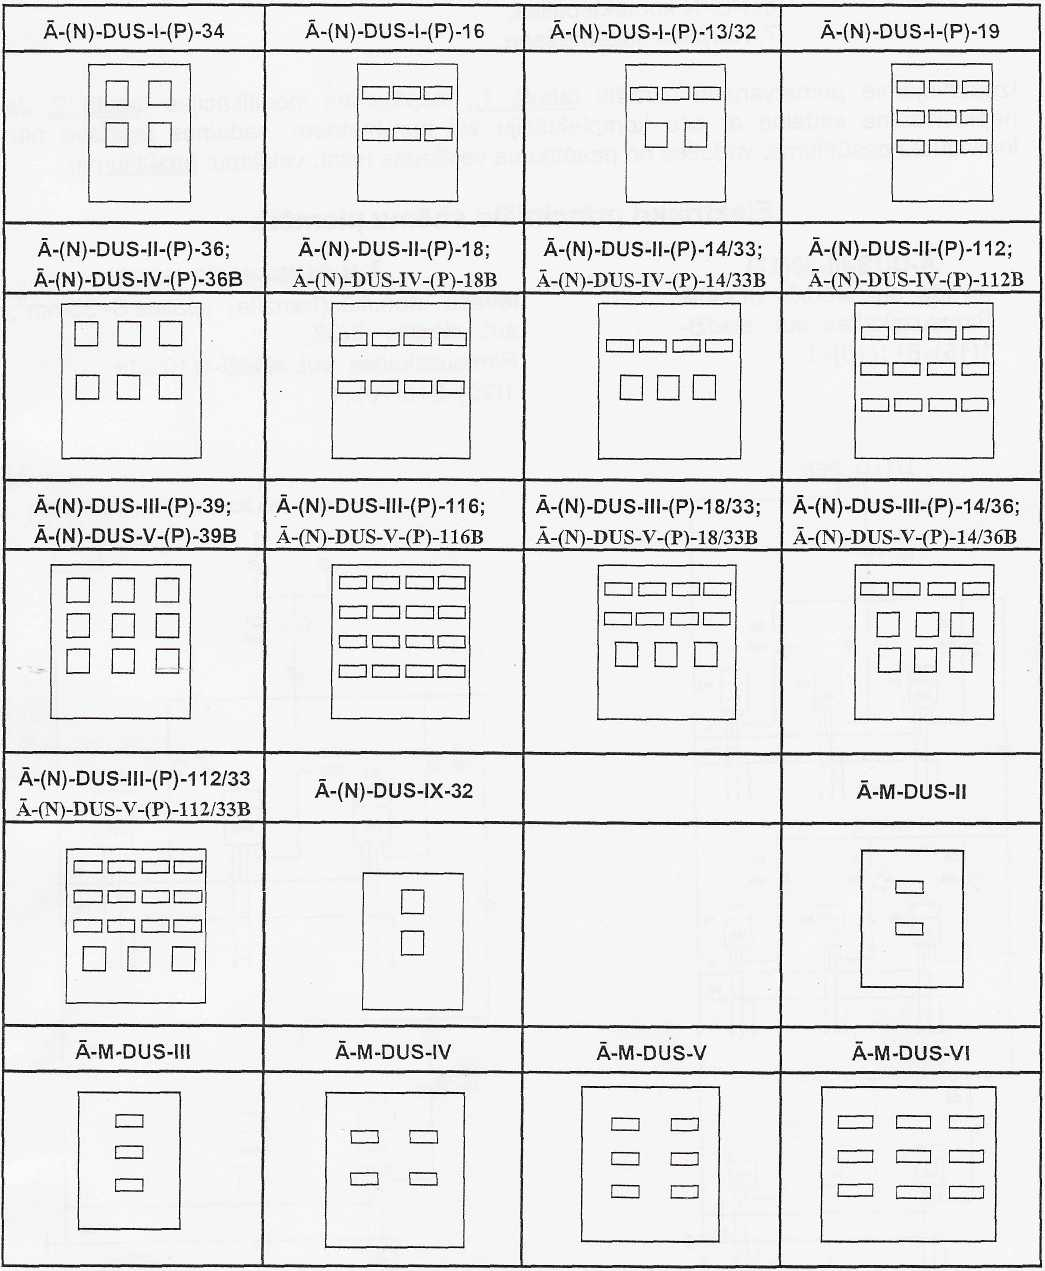 Ā-(N)-DUS-I-(P)-34
Ā-(N)-DUS-I-(P)-16
Ā-(N)-DUS-I-(P)-13/32
Ā-(N)-DUS-I-(P)-19
Ā-(N)-DUS-II-(P)-36;
Ā-(N)-DUS-IV-(P)-36B
Ā-(N)-DUS-II-(P)-18;
Ā-(N)-DUS-IV-(P)-18B
Ā-(N)-DUS-II-(P)-14/33;
Ā-(N)-DUS-IV-(P)-14/33B
Ā-(N)-DUS-II-(P)-112;
Ā-(N)-DUS-IV-(P)-112B
Ā-(N)-DUS-III-(P)-39;
Ā-(N)-DUS-V-(P)-39B
Ā-(N)-DUS-III-(P)-116;
Ā-(N)-DUS-V-(P)-116B
Ā-(N)-DUS-III-(P)-18/33;
Ā-(N)-DUS-V-(P)-18/33B
Ā-(N)-DUS-III-(P)-14/36;
Ā-(N)-DUS-V-(P)-14/36B
Ā-(N)-DUS-III-(P)-112/33
Ā-(N)-DUS-V-(P)-112/33B
Ā-(N)-DUS-IX-32
Ā-M-DUS-II
Ā-M-DUS-III
Ā-M-DUS-IV
Ā-M-DUS-V
Ā-M-DUS-VI